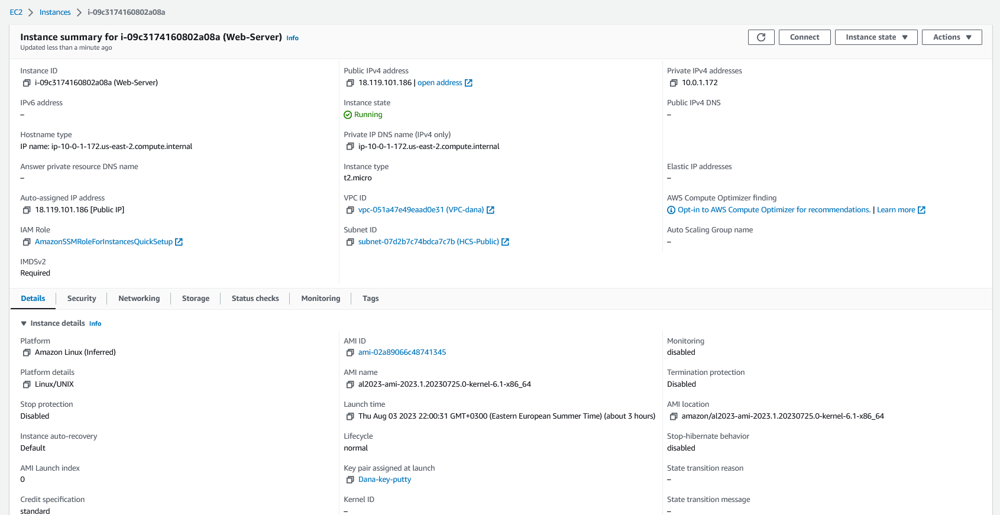 EC2 > Instances > i-09c3174160802a08a
Instance summary for i-09c3174160802a08a (Web-Server) Info
Updated less than a minute ago
Connect
Instance state
Actions
Instance ID
i-09c3174160802a08a (Web-Server)
Public IPv4 address
18.119.101.186 | open address
Private IPv4 addresses
10.0.1.172
IPv6 address
–
Instance state
Running
Public IPv4 DNS
–
Hostname type
IP name: ip-10-0-1-172.us-east-2.compute.internal
Private IP DNS name (IPv4 only)
ip-10-0-1-172.us-east-2.compute.internal
Answer private resource DNS name
–
Instance type
t2.micro
Elastic IP addresses
–
Auto-assigned IP address
18.119.101.186 [Public IP]
VPC ID
vpc-051a47e49eaad0e31 (VPC-dana)
AWS Compute Optimizer finding
Opt-in to AWS Compute Optimizer for recommendations. | Learn more
IAM Role
AmazonSSMRoleForInstancesQuickSetup
Subnet ID
subnet-07d2b7c74bdca7c7b (HCS-Public)
Auto Scaling Group name
–
IMDSv2
Required
Details
Security
Networking
Storage
Status checks
Monitoring
Tags
Instance details Info
Platform
Amazon Linux (Inferred)
AMI ID
ami-02a89066c48741345
Monitoring
disabled
Platform details
Linux/UNIX
AMI name
al2023-ami-2023.1.20230725.0-kernel-6.1-x86_64
Termination protection
Disabled
Stop protection
Disabled
Launch time
Thu Aug 03 2023 22:00:31 GMT+0300 (Eastern European Summer Time) (about 3 hours)
AMI location
amazon/al2023-ami-2023.1.20230725.0-kernel-6.1-x86_64
Instance auto-recovery
Default
Lifecycle
normal
Stop-hibernate behavior
disabled
AMI Launch index
0
Key pair assigned at launch
Dana-key-putty
State transition reason
–
Credit specification
standard
Kernel ID
–
State transition message
–